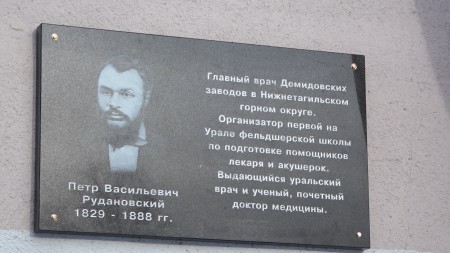 Главный врач Демидовских
заводов в Нижнетагильском
горном округе.
Организатор первой на
Урале фельдшерской школы
по подготовке помощников
лекаря и акушерок.
Выдающийся уральский
врач и ученый, почетный
доктор медицины.
Петр Васильевич
Рудановский
1829 - 1888 гг.